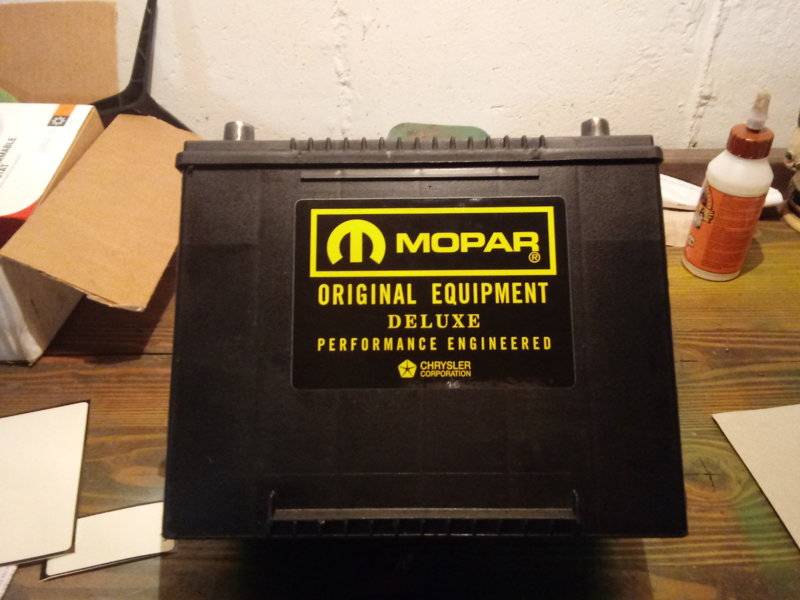 MOPAR®
ORIGINAL EQUIPMENT
DELUXE
PERFORMANCE ENGINEERED
CHRYSLER
CORPORATION